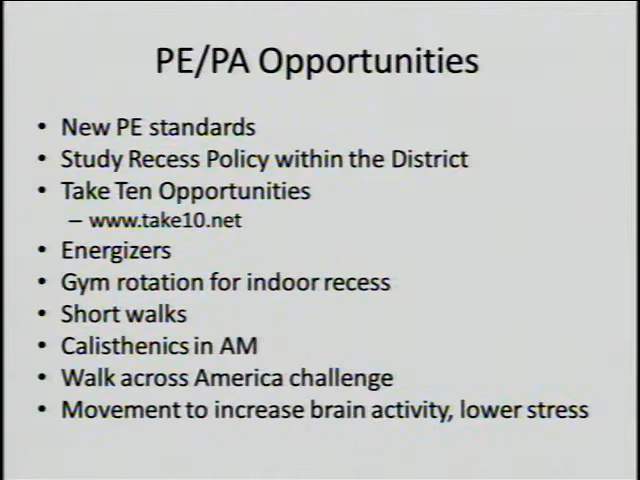 PE/PA Opportunities
• New PE standards
• Study Recess Policy within the District
• Take Ten Opportunities
– www.take10.net
• Energizers
• Gym rotation for indoor recess
• Short walks
• Calisthenics in AM
• Walk across America challenge
• Movement to increase brain activity, lower stress